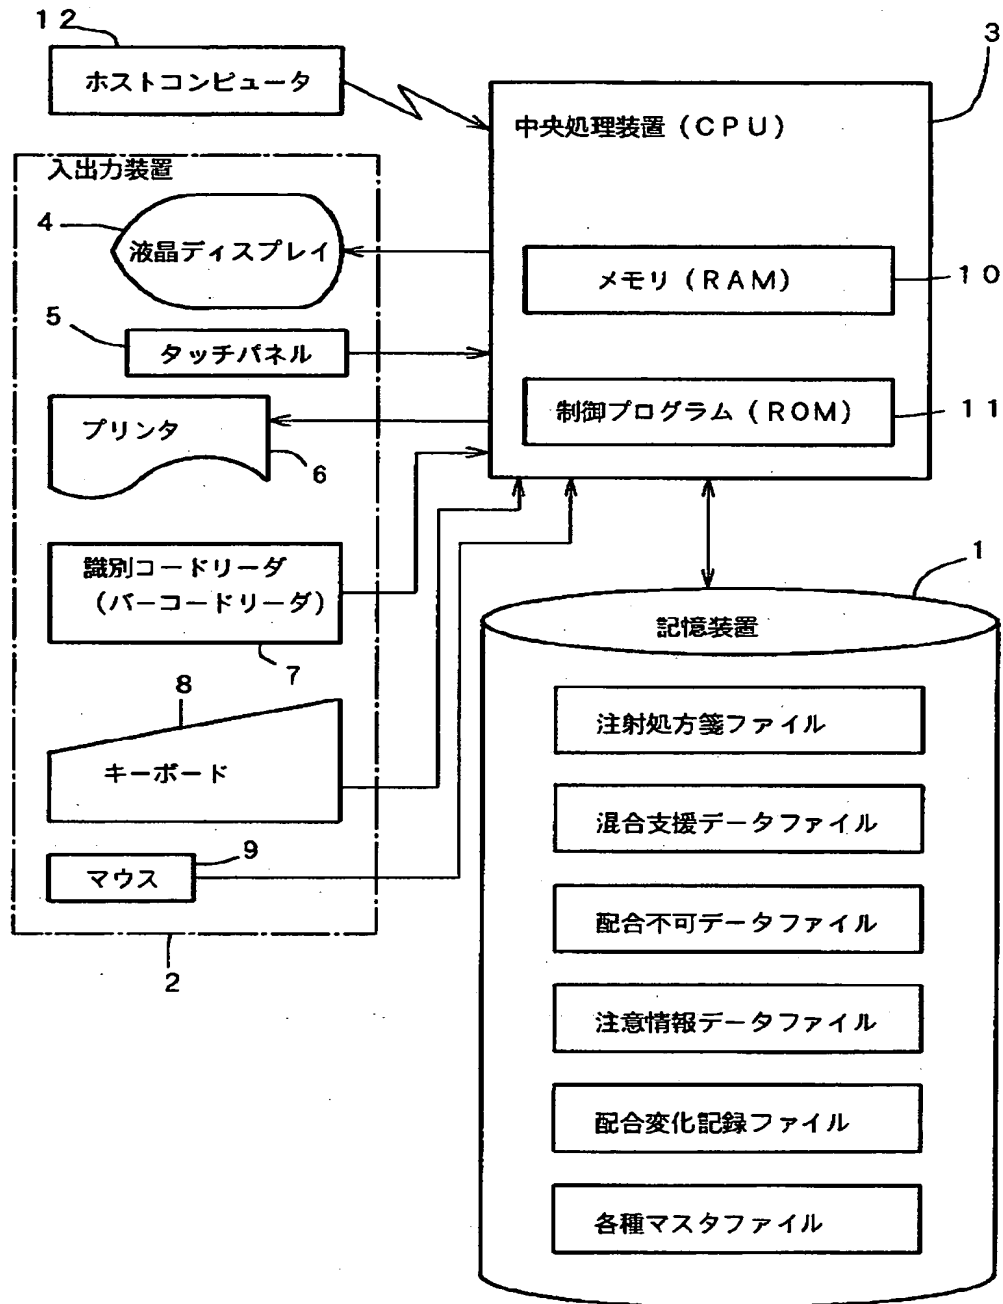 １２
ホストコンピュータ
３
中央処理装置（ＣＰＵ）
入出力装置
４
液晶ディスプレイ
メモリ（ＲＡＭ）
１０
５
タッチパネル
制御プログラム（ＲＯＭ）
１１
プリンタ
６
識別コードリーダ
（バーコードリーダ）
７
１
記憶装置
８
キーボード
注射処方箋ファイル
混合支援データファイル
９
マウス
配合不可データファイル
２
注意情報データファイル
配合変化記録ファイル
各種マスタファイル